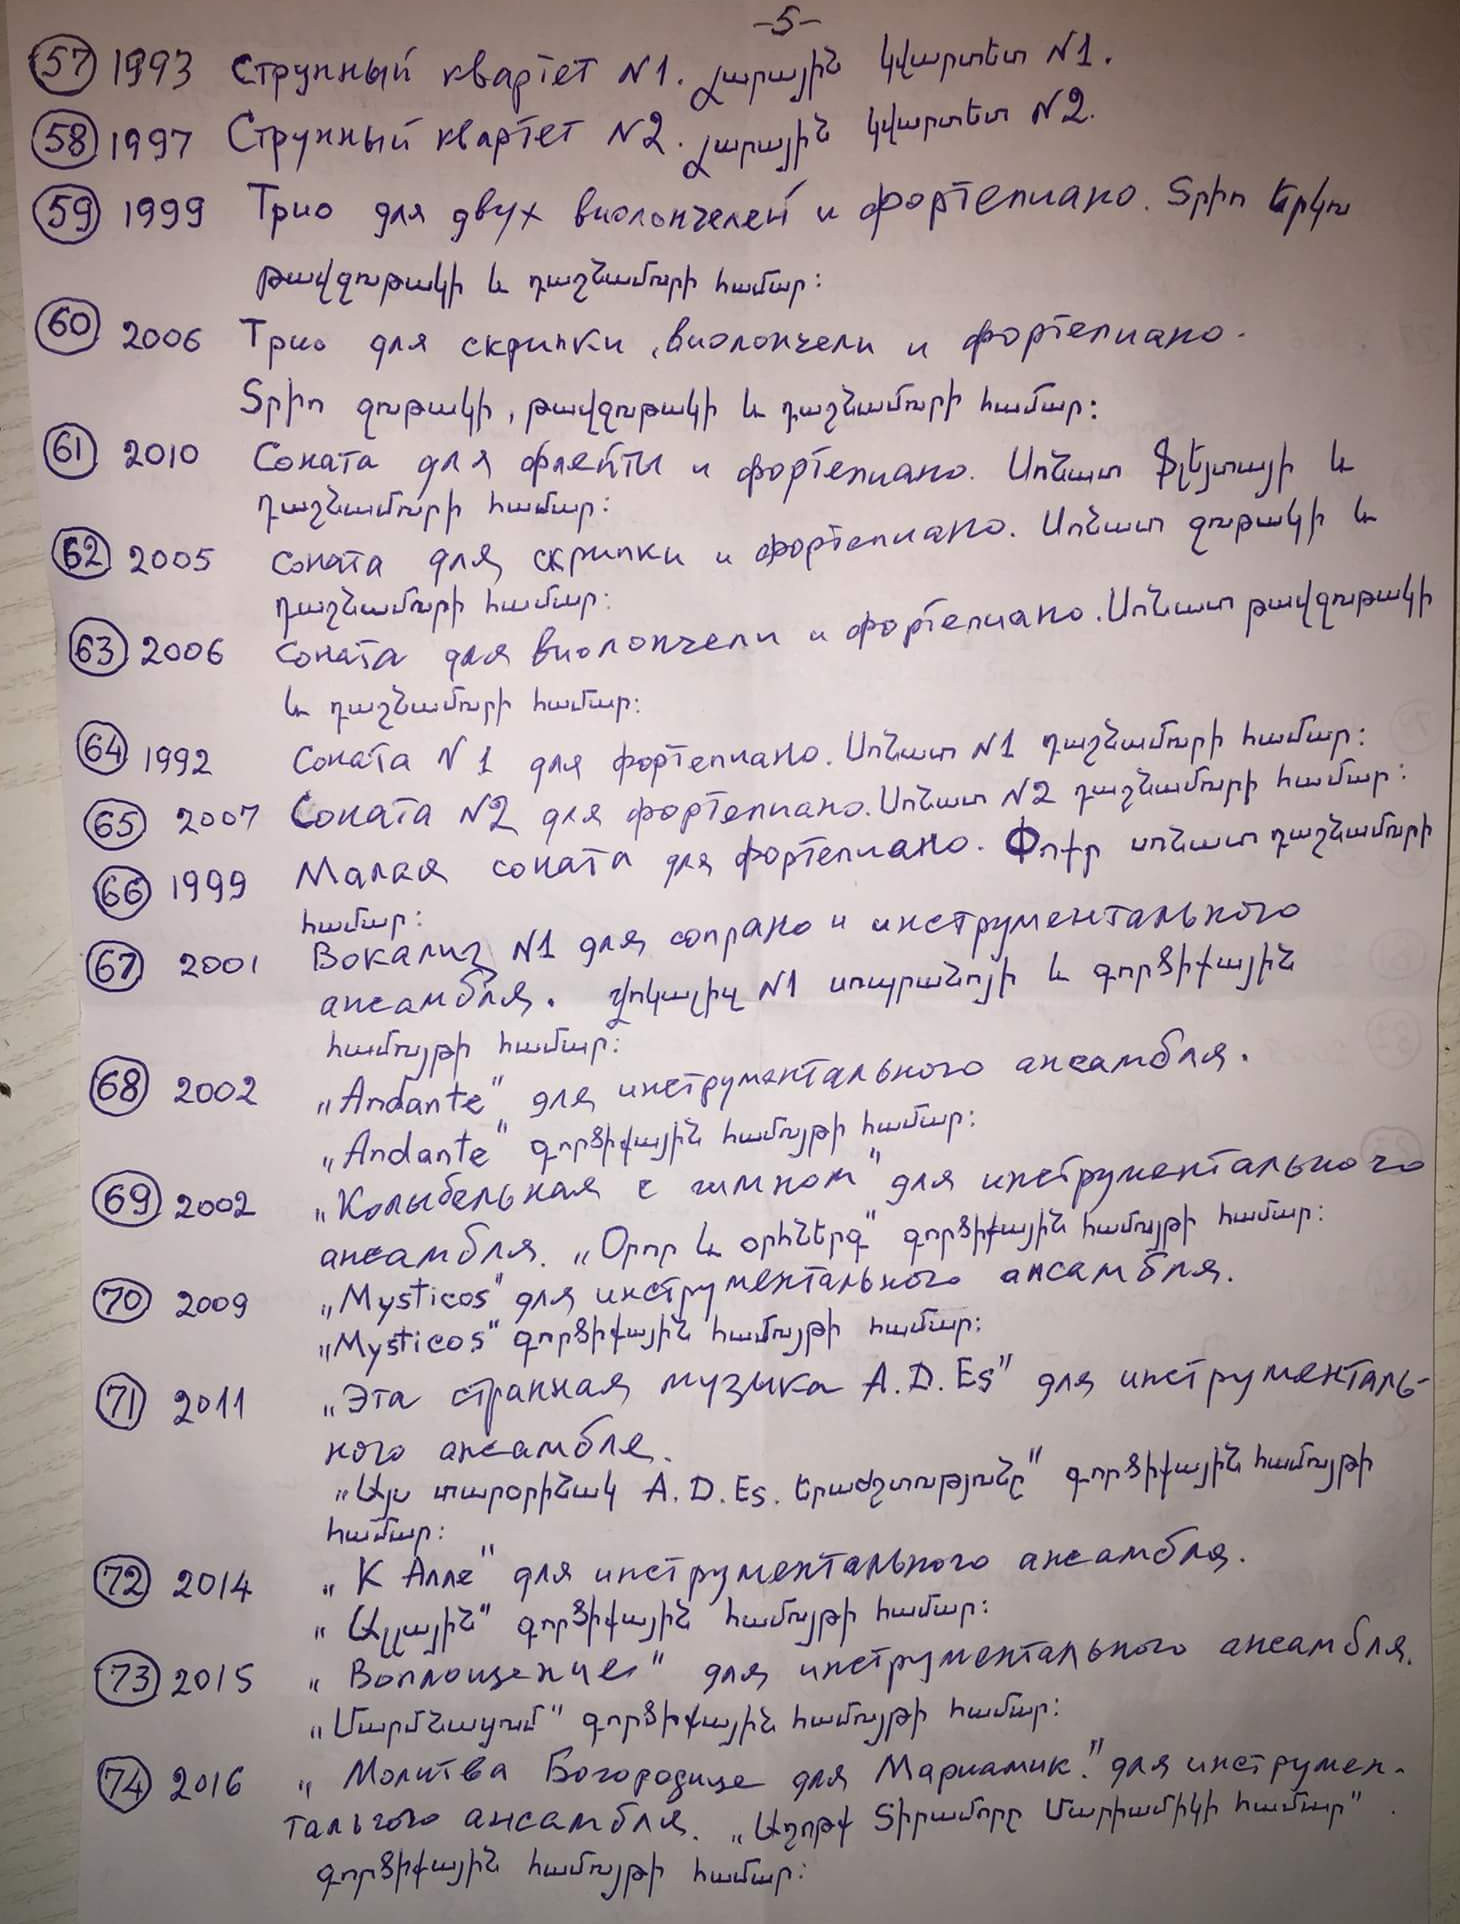 -5-
57 1993 Струнный квартет N1. Լարային կվարտետ N1.
58 1997 Струнный квартет N2. Լարային կվարտետ N2.
59 1999 Трио для двух виолончелей и фортепиано. Տրիո երկու
թավջութակի և դաշնամուրի համար:
60 2006 Трио для скрипки, виолончели и фортепиано.
Տրիո ջութակի, թավջութակի և դաշնամուրի համար:
61 2010 Соната для флейты и фортепиано. Սոնատ ֆլեյտայի և
դաշնամուրի համար:
62 2005 Соната для скрипки и фортепиано. Սոնատ ջութակի և
դաշնամուրի համար:
63 2006 Соната для виолончели и фортепиано. Սոնատ թավջութակի
և դաշնամուրի համար:
64 1992 Соната N1 для фортепиано. Սոնատ N1 դաշնամուրի համար:
65 2007 Соната N2 для фортепиано. Սոնատ N2 դաշնամուրի համար:
66 1999 Малая соната для фортепиано. Փոքր սոնատ դաշնամուրի
համար:
67 2001 Вокализ N1 для сопрано и инструментального
ансамбля. Վոկալիզ N1 սոպրանոյի և գործիքային
համույթի համար:
68 2002 „Andante" для инструментального ансамбля.
„Andante" գործիքային համույթի համար:
69 2002 „Колыбельная с гимном" для инструментального
ансамбля. „Օրոր և օրհներգ" գործիքային համույթի համար:
70 2009 „Mysticos" для инструментального ансамбля.
„Mysticos" գործիքային համույթի համար:
71 2011 „Эта странная музыка A.D.Es" для инструменталь-
ного ансамбля.
„Այս տարօրինակ A.D.Es. երաժշտությունը" գործիքային համույթի
համար:
72 2014 „К Алле" для инструментального ансамбля.
„Ալլային" գործիքային համույթի համար:
73 2015 „Воплощение" для инструментального ансамбля.
„Մարմնացում" գործիքային համույթի համար:
74 2016 „Молитва Богородице для Мариамик." для инструмен-
тального ансамбля. „Աղոթք Տիրամորը Մարիամիկի համար"
գործիքային համույթի համար: